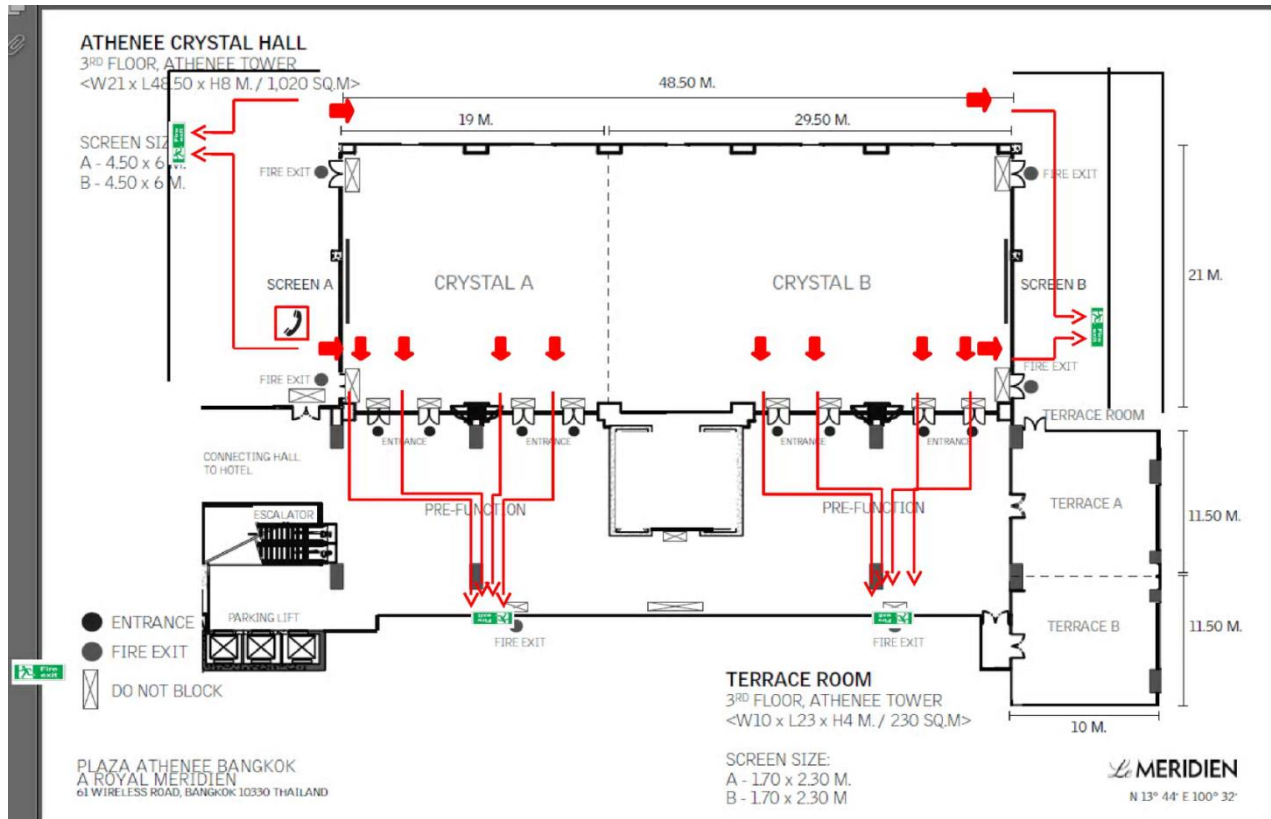 ATHENEE CRYSTAL HALL
3RD FLOOR, ATHENEE TOWER
<W21 x L48.50 x H8 M. / 1,020 SQ.M>
48.50 M.
19 M.
29.50 M.
SCREEN SIZ
A - 4.50 x 6 M.
B - 4.50 x 6 M.
FIRE EXIT
FIRE EXIT
21 M.
SCREEN A
CRYSTAL A
CRYSTAL B
SCREEN B
FIRE EXIT
FIRE EXIT
TERRACE ROOM
ENTRANCE
ENTRANCE
ENTRANCE
ENTRANCE
CONNECTING HALL
TO HOTEL
ESCALATOR
PRE-FUNCTION
PRE-FUNCTION
TERRACE A
11.50 M.
PARKING LIFT
TERRACE B
11.50 M.
FIRE EXIT
FIRE EXIT
ENTRANCE
FIRE EXIT
Fire
exit
DO NOT BLOCK
TERRACE ROOM
3RD FLOOR, ATHENEE TOWER
<W10 x L23 x H4 M. / 230 SQ.M>
10 M.
SCREEN SIZE:
A - 1.70 x 2.30 M.
B - 1.70 x 2.30 M
PLAZA ATHENEE BANGKOK
A ROYAL MERIDIEN
61 WIRELESS ROAD, BANGKOK 10330 THAILAND
Le MERIDIEN
N 13° 44' E 100° 32'